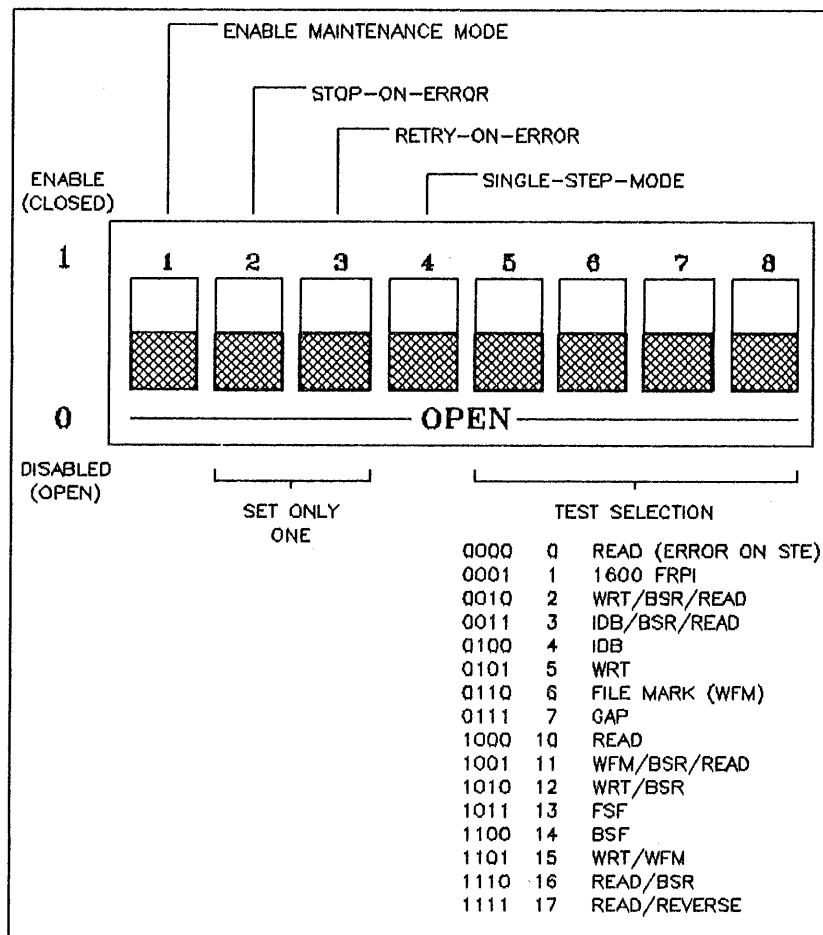 ENABLE MAINTENANCE MODE
STOP-ON-ERROR
RETRY-ON-ERROR
SINGLE-STEP-MODE
ENABLE
(CLOSED)
1
1 2 3 4 5 6 7 8
0
OPEN
DISABLED
(OPEN)
SET ONLY
ONE
TEST SELECTION
0000 0 READ (ERROR ON STE)
0001 1 1600 FRPI
0010 2 WRT/BSR/READ
0011 3 IDB/BSR/READ
0100 4 IDB
0101 5 WRT
0110 6 FILE MARK (WFM)
0111 7 GAP
1000 10 READ
1001 11 WFM/BSR/READ
1010 12 WRT/BSR
1011 13 FSF
1100 14 BSF
1101 15 WRT/WFM
1110 16 READ/BSR
1111 17 READ/REVERSE